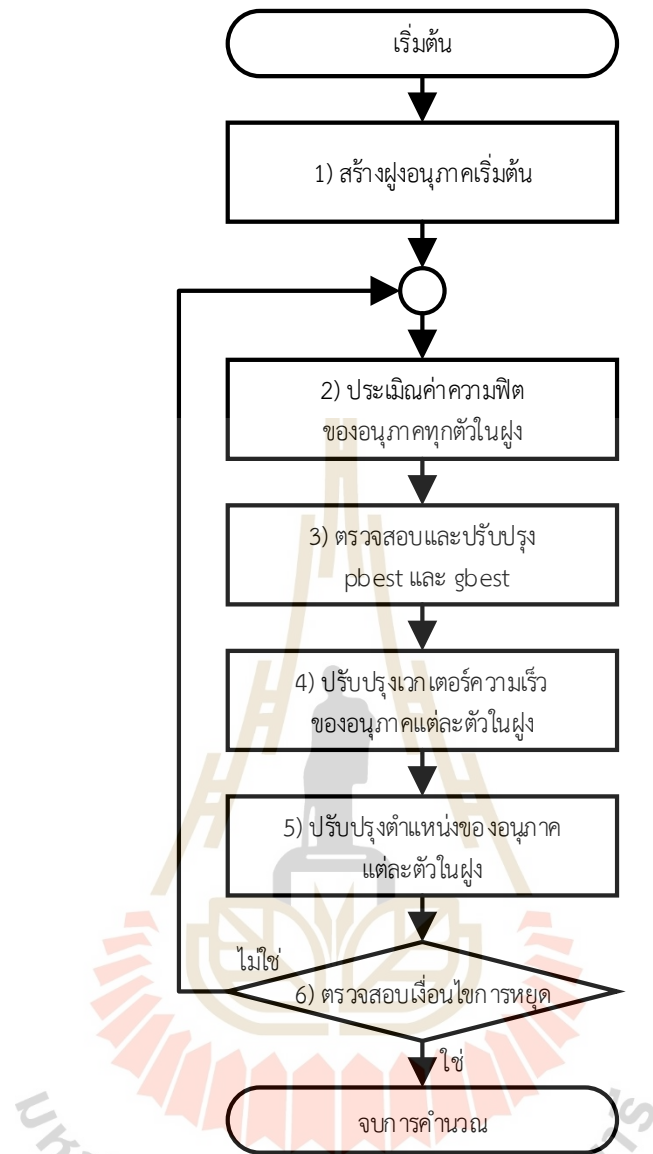 เริ่มต้น
1) สร้างฝูงอนุภาคเริ่มต้น
2) ประเมิณค่าความฟิต
ของอนุภาคทุกตัวในฝูง
3) ตรวจสอบและปรับปรุง
pbest และ gbest
4) ปรับปรุงเวกเตอร์ความเร็ว
ของอนุภาคแต่ละตัวในฝูง
5) ปรับปรุงตำแหน่งของอนุภาค
แต่ละตัวในฝูง
ไม่ใช่
6) ตรวจสอบเงื่อนไขการหยุด
ใช่
จบการคำนวณ